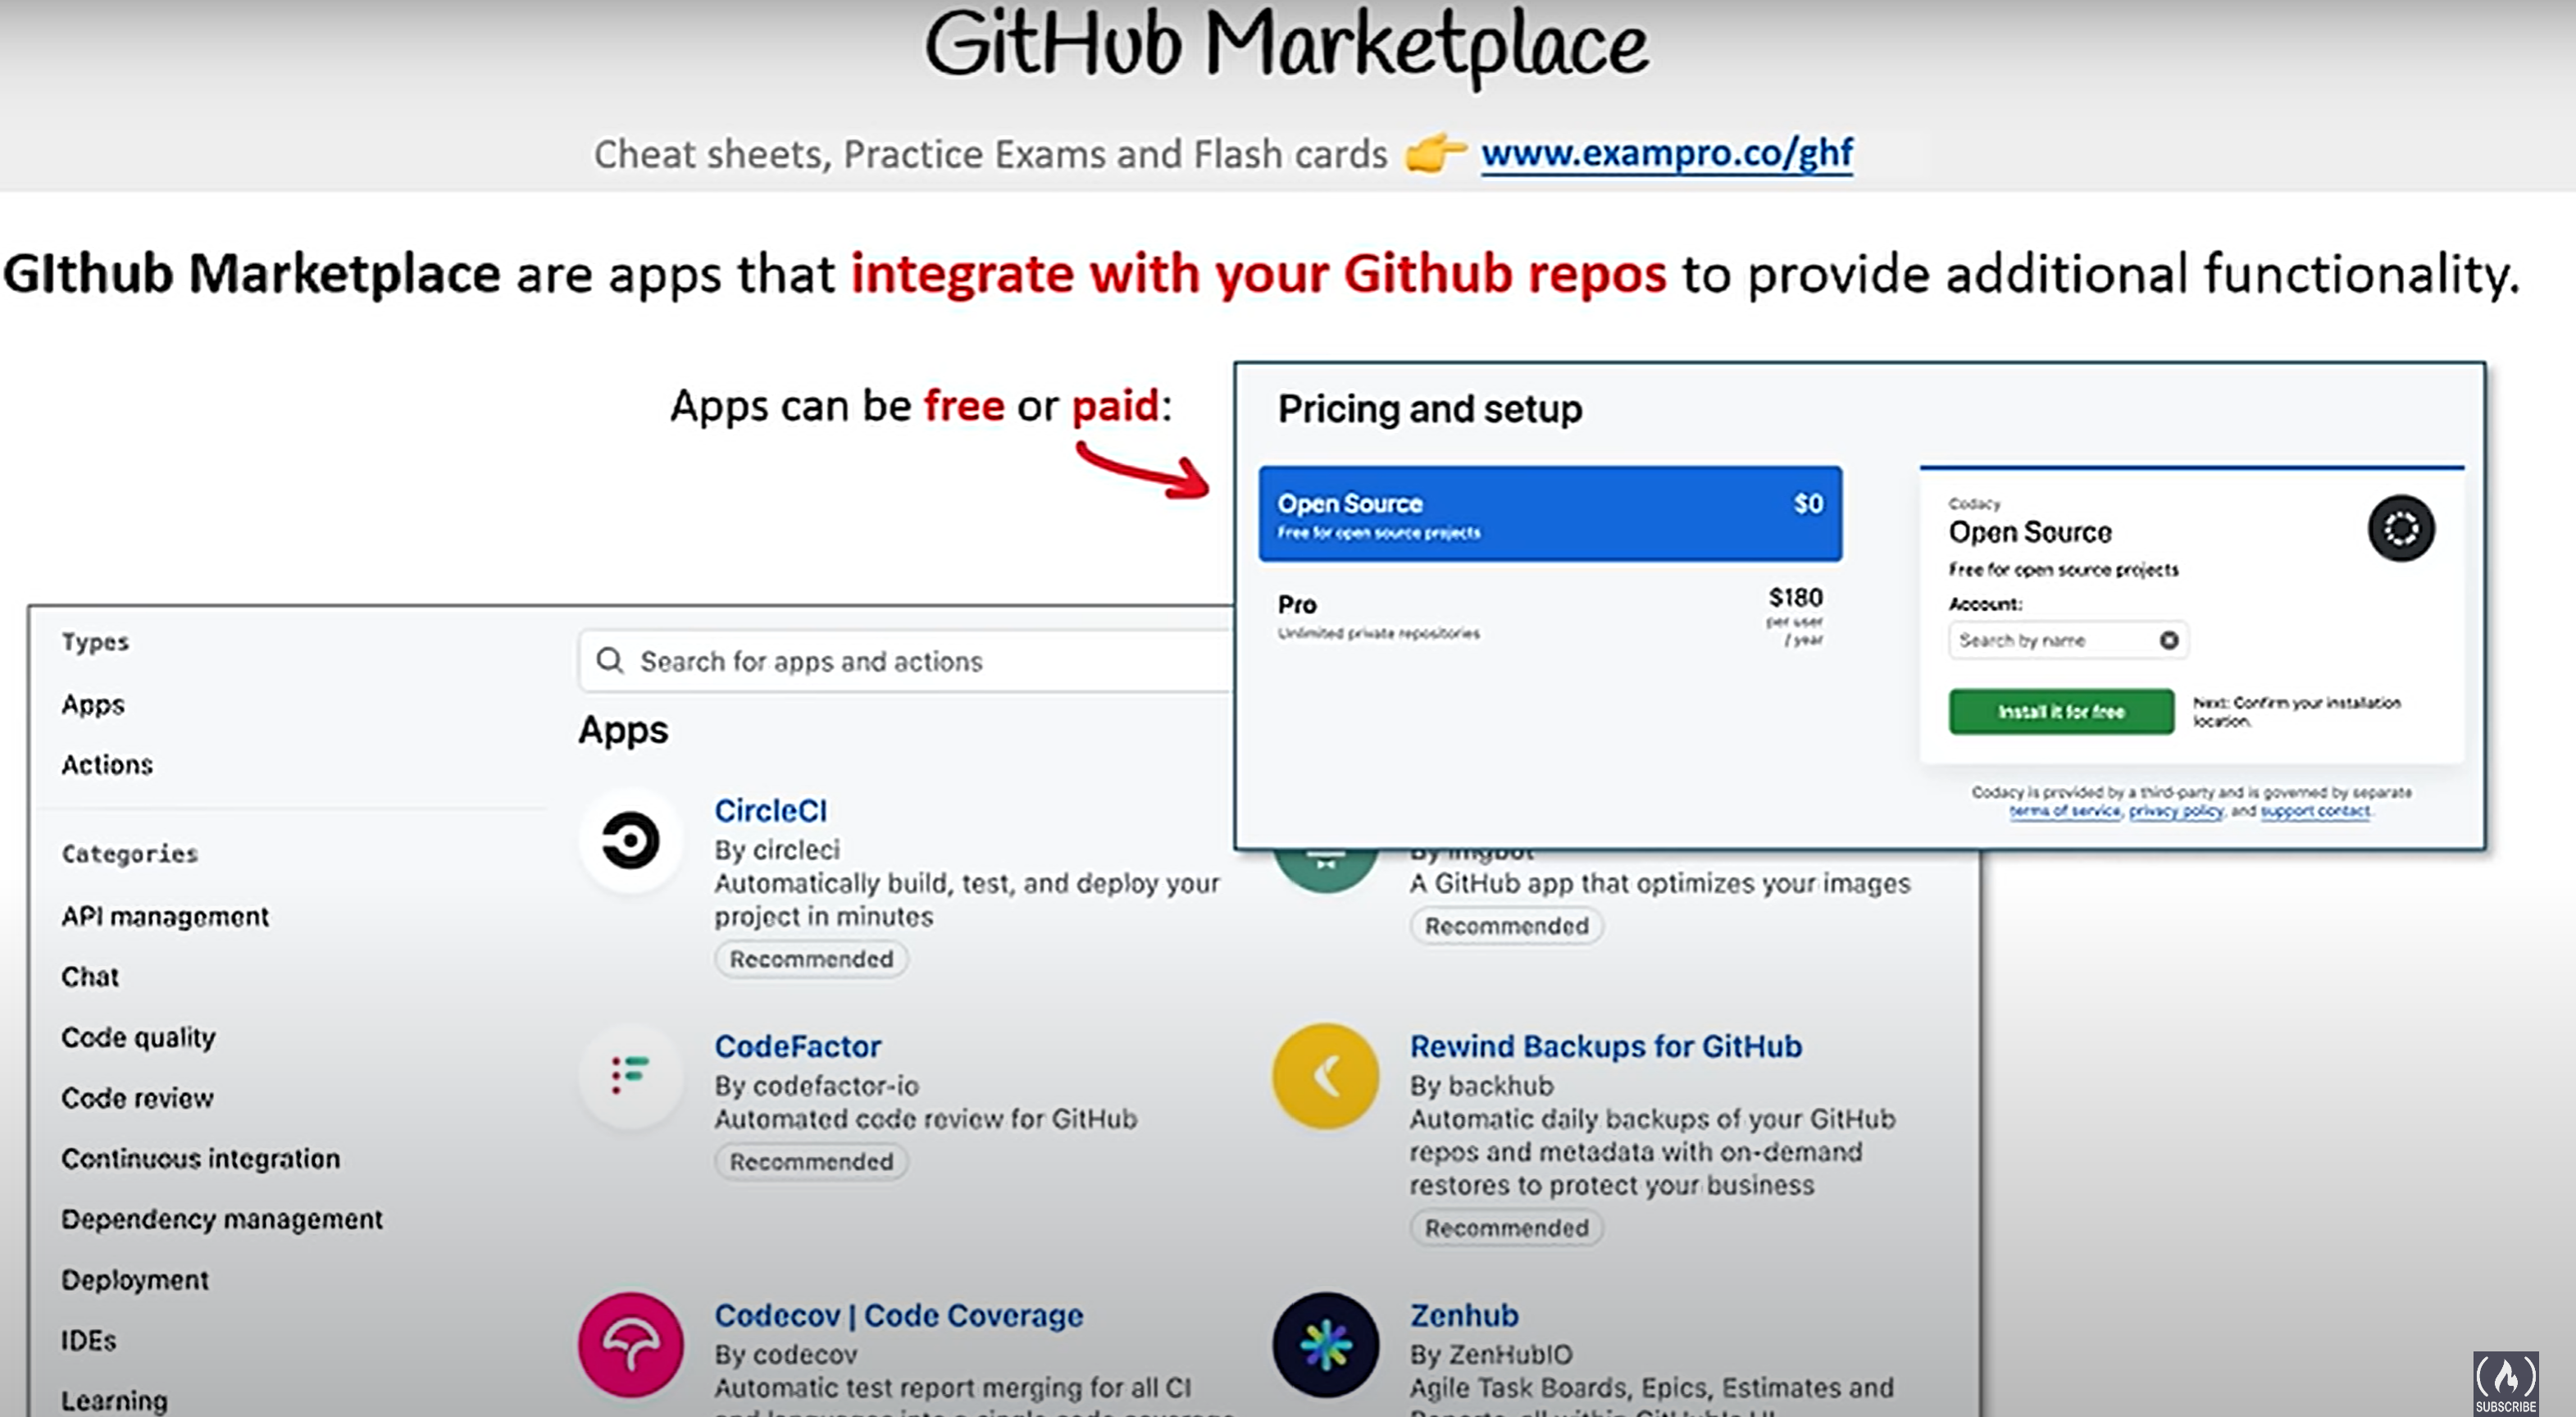 GitHub Marketplace
Cheat sheets, Practice Exams and Flash cards 👉 www.exampro.co/ghf
GIthub Marketplace are apps that integrate with your Github repos to provide additional functionality.
Apps can be free or paid:
Pricing and setup
Open Source $0
Free for open source projects
Pro $180
Unlimited private repositories per user
/ year
Codacy
Open Source
Free for open source projects
Account:
Search by name
Install it for free
Next: Confirm your installation
location.
Codacy is provided by a third-party and is governed by separate
terms of service, privacy policy, and support contact.
Types
Apps
Actions
Categories
API management
Chat
Code quality
Code review
Continuous integration
Dependency management
Deployment
IDEs
Learning
Search for apps and actions
Apps
CircleCI
By circleci
Automatically build, test, and deploy your
project in minutes
Recommended
By imgbot
A GitHub app that optimizes your images
Recommended
CodeFactor
By codefactor-io
Automated code review for GitHub
Recommended
Rewind Backups for GitHub
By backhub
Automatic daily backups of your GitHub
repos and metadata with on-demand
restores to protect your business
Recommended
Codecov | Code Coverage
By codecov
Automatic test report merging for all CI
Zenhub
By ZenHubIO
Agile Task Boards, Epics, Estimates and
SUBSCRIBE